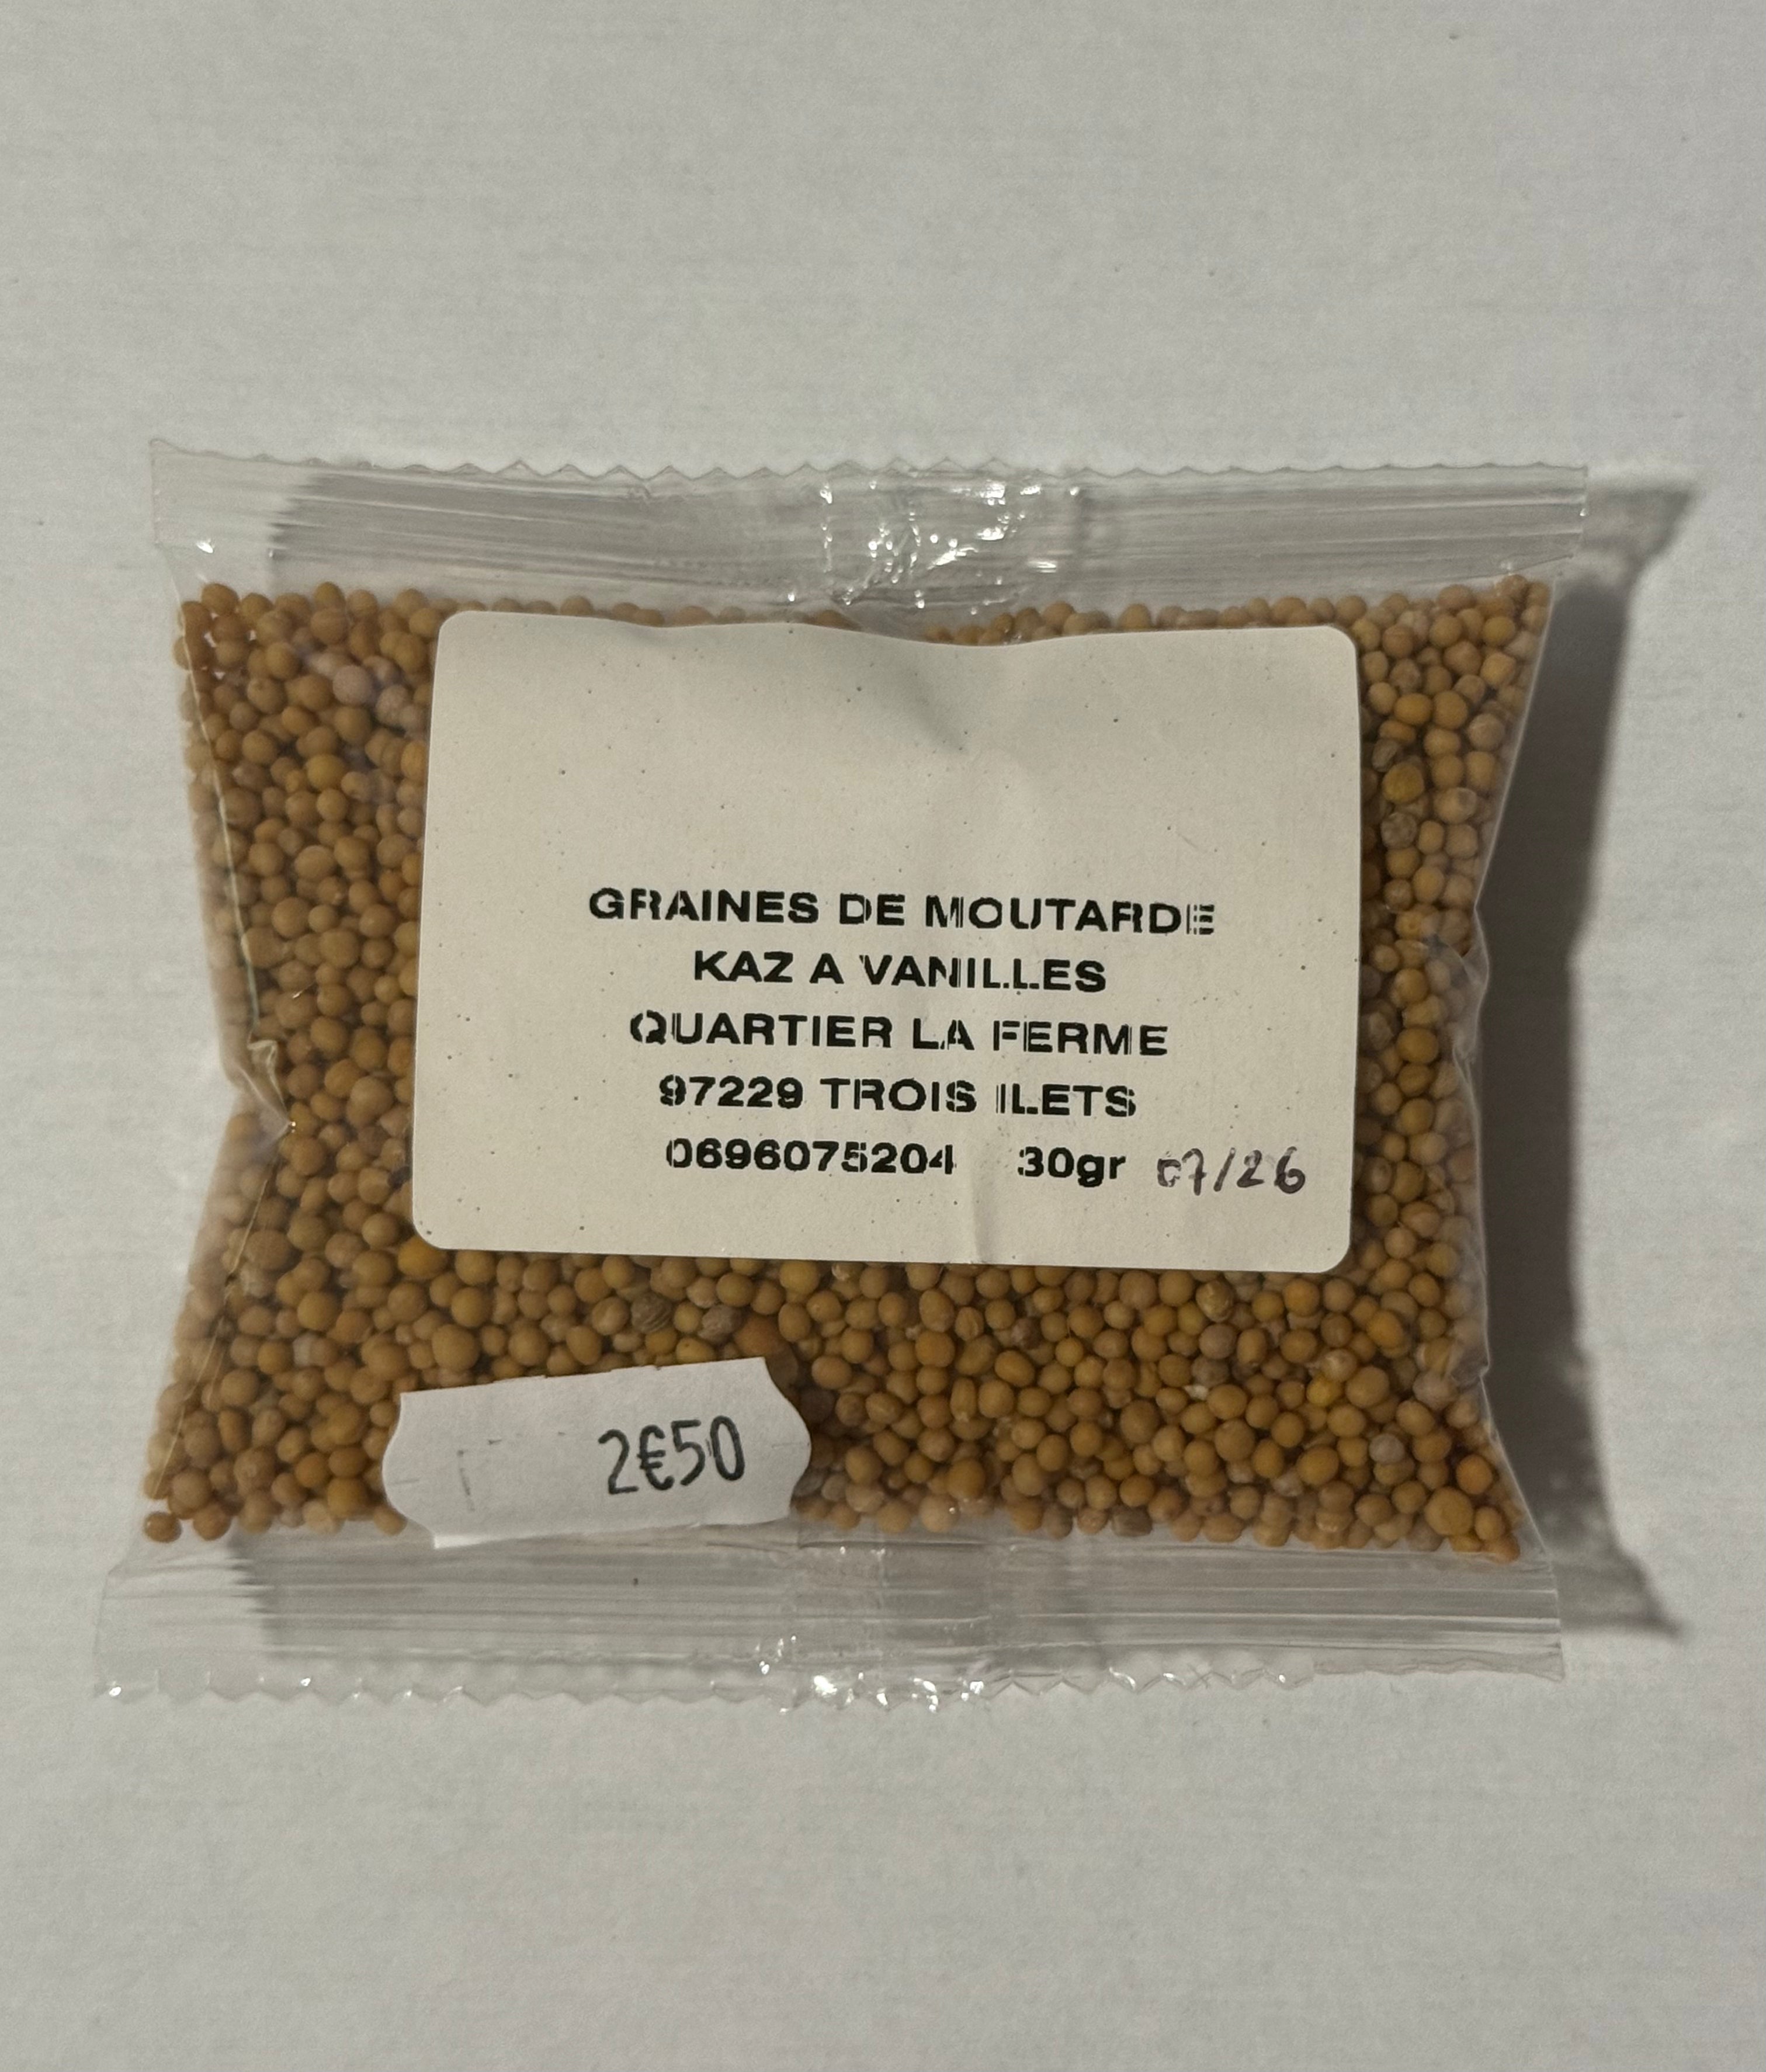 GRAINES DE MOUTARDE
KAZ A VANILLES
QUARTIER LA FERME
97229 TROIS ILETS
0696075204 30gr 07/26
2€50